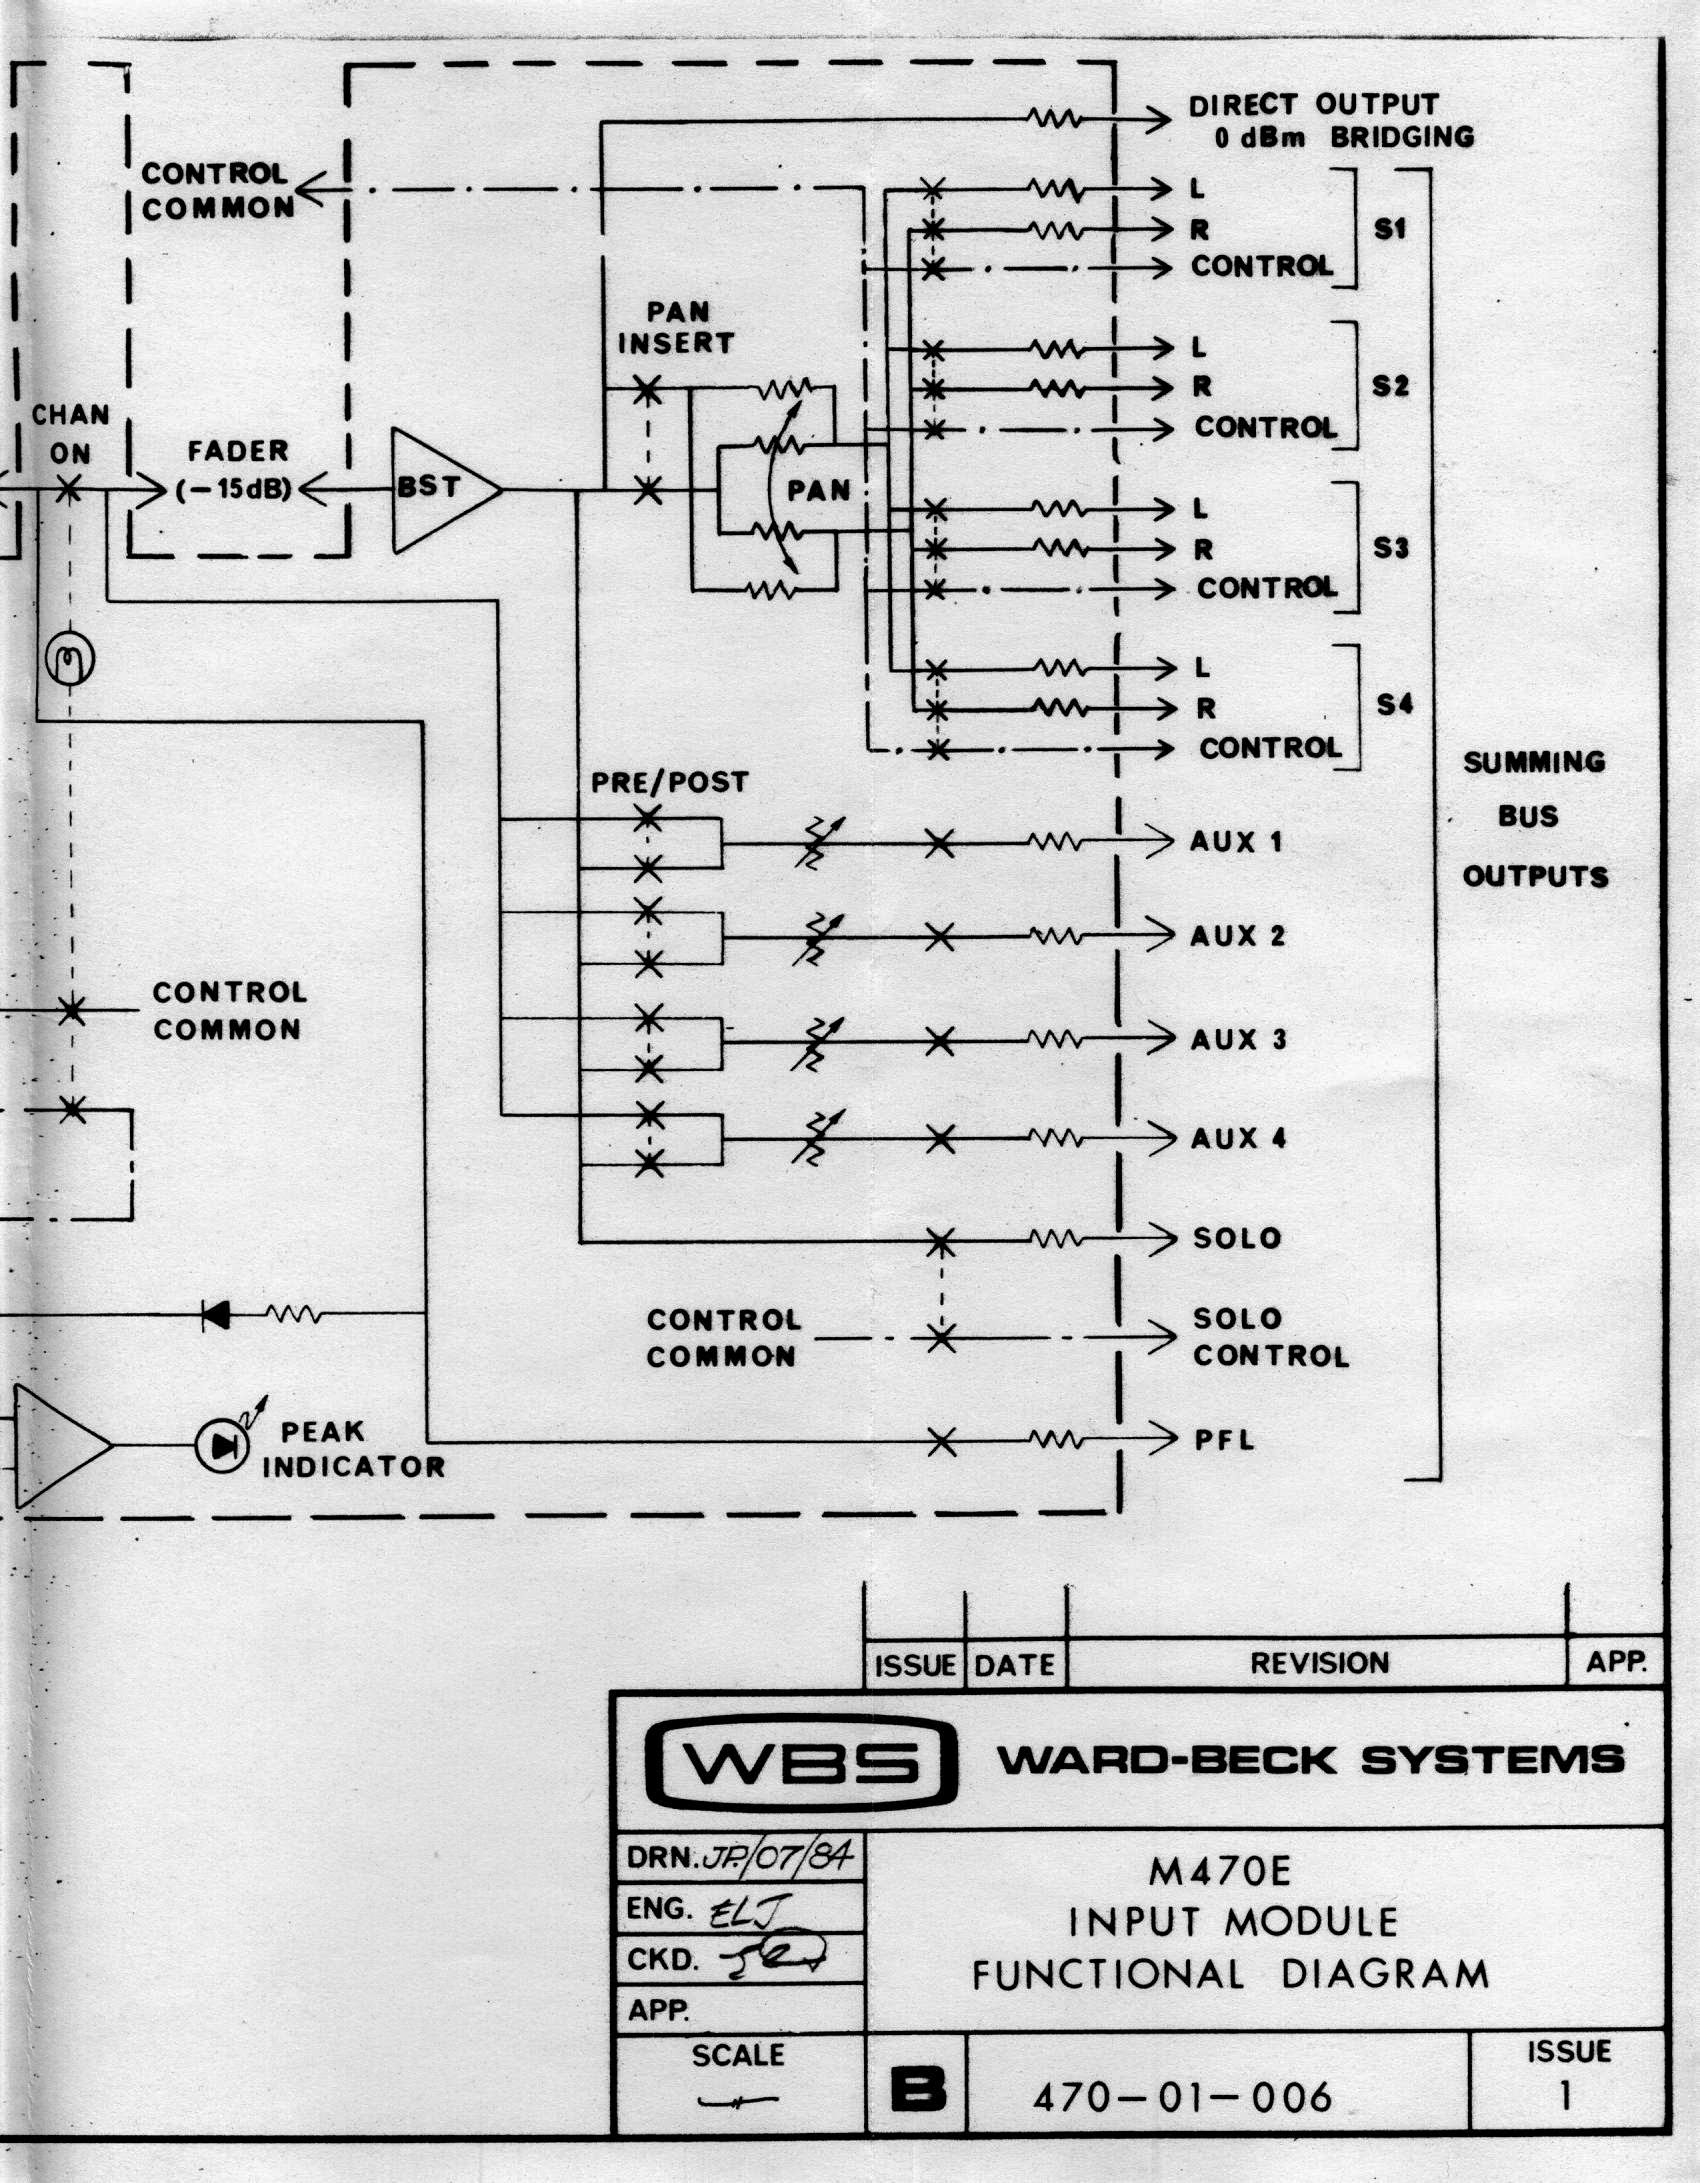 DIRECT OUTPUT
0 dBm BRIDGING
CONTROL
COMMON
L
R
CONTROL
S1
PAN
INSERT
L
R
CONTROL
S2
CHAN
ON
FADER
(-15dB)
BST
PAN
L
R
CONTROL
S3
L
R
CONTROL
S4
SUMMING
BUS
OUTPUTS
PRE/POST
AUX 1
AUX 2
CONTROL
COMMON
AUX 3
AUX 4
SOLO
CONTROL
COMMON
SOLO
CONTROL
PEAK
INDICATOR
PFL
ISSUE DATE REVISION APP.
WBS WARD-BECK SYSTEMS
DRN. JP/07/84
ENG. ELJ
CKD.
APP.
M470E
INPUT MODULE
FUNCTIONAL DIAGRAM
SCALE
B
470-01-006
ISSUE
1